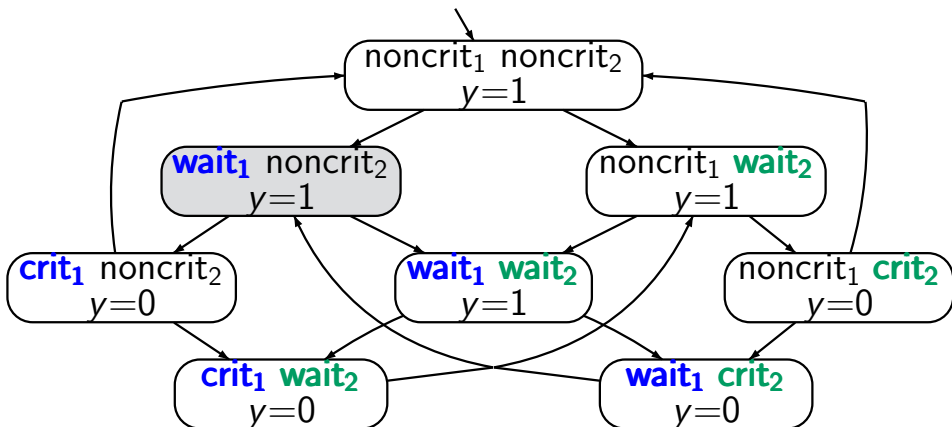 noncrit₁ noncrit₂
y=1
wait₁ noncrit₂
y=1
noncrit₁ wait₂
y=1
crit₁ noncrit₂
y=0
wait₁ wait₂
y=1
noncrit₁ crit₂
y=0
crit₁ wait₂
y=0
wait₁ crit₂
y=0